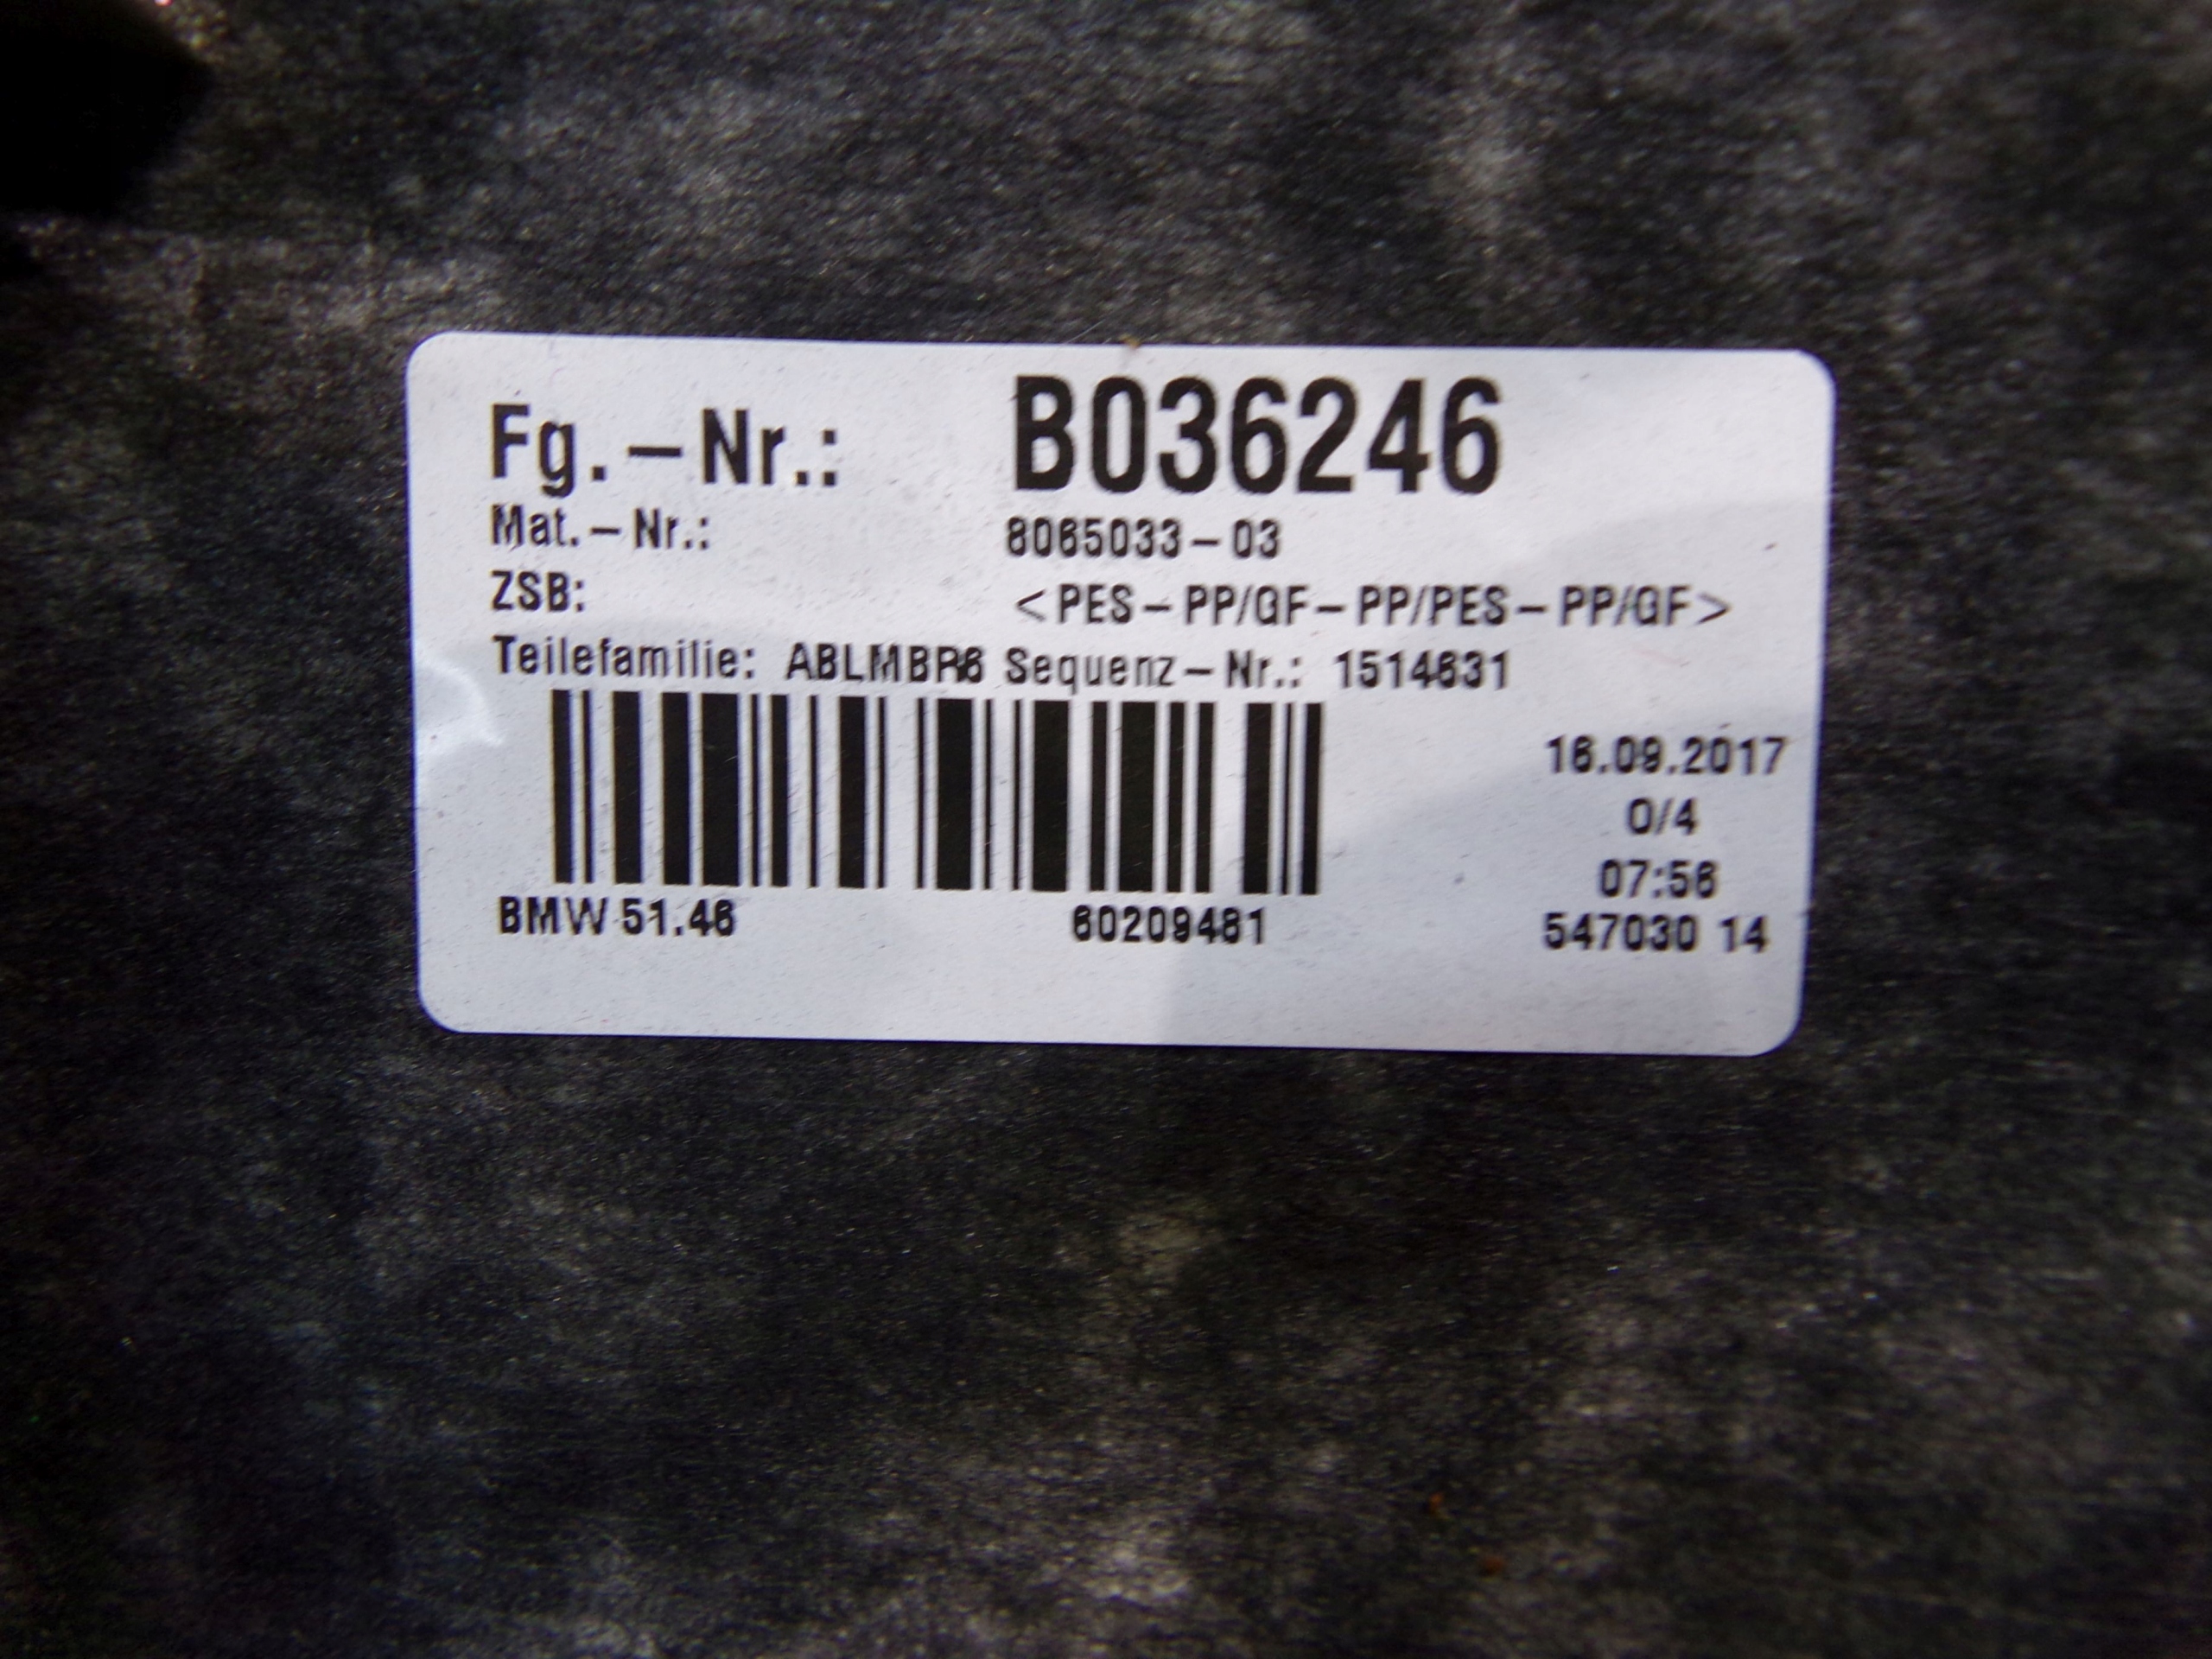 Fg.-Nr.: B036246
Mat.-Nr.: 8065033-03
ZSB: <PES-PP/GF-PP/PES-PP/GF>
Teilefamilie: ABLMBR6 Sequenz-Nr.: 1514631
16.09.2017
0/4
07:56
BMW 51.46 60209461 547030 14